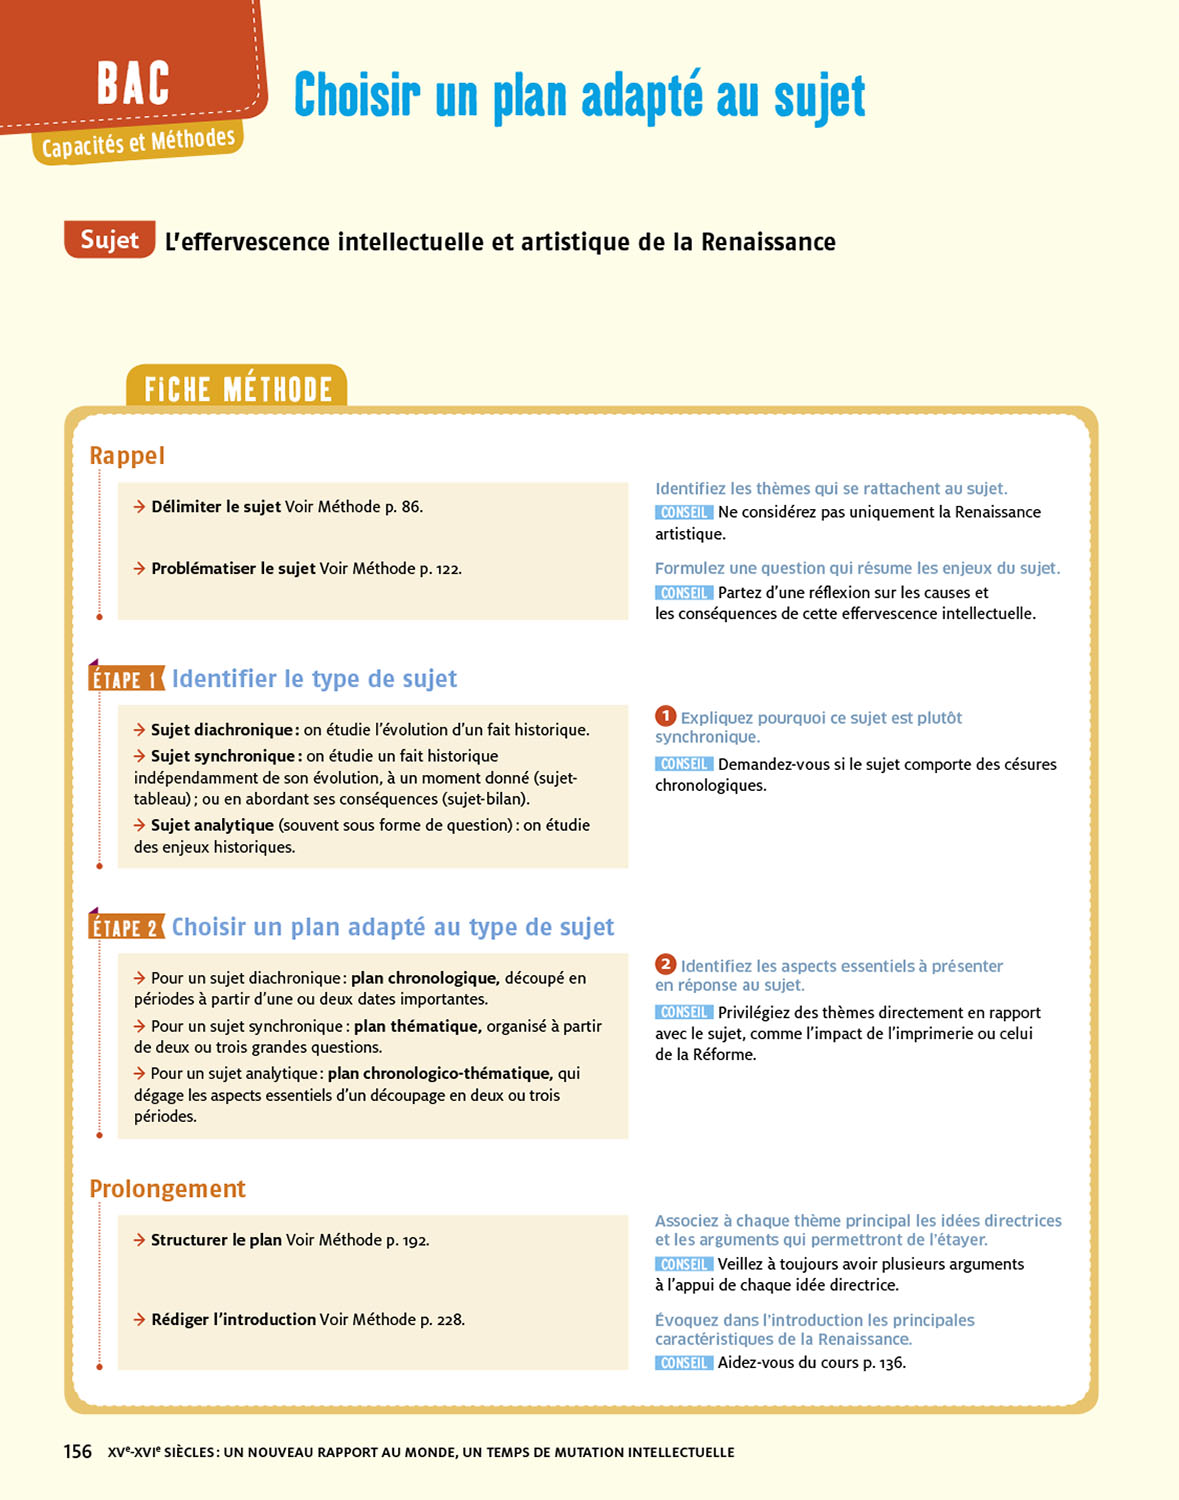 BAC
Capacités et Méthodes
Choisir un plan adapté au sujet
Sujet L'effervescence intellectuelle et artistique de la Renaissance
FICHE MÉTHODE
Rappel
→ Délimiter le sujet Voir Méthode p. 86.
Identifiez les thèmes qui se rattachent au sujet.
CONSEIL Ne considérez pas uniquement la Renaissance
artistique.
→ Problématiser le sujet Voir Méthode p. 122.
Formulez une question qui résume les enjeux du sujet.
CONSEIL Partez d'une réflexion sur les causes et
les conséquences de cette effervescence intellectuelle.
ÉTAPE 1 Identifier le type de sujet
→ Sujet diachronique : on étudie l'évolution d'un fait historique.
→ Sujet synchronique : on étudie un fait historique
indépendamment de son évolution, à un moment donné (sujet-
tableau) ; ou en abordant ses conséquences (sujet-bilan).
→ Sujet analytique (souvent sous forme de question) : on étudie
des enjeux historiques.
1 Expliquez pourquoi ce sujet est plutôt
synchronique.
CONSEIL Demandez-vous si le sujet comporte des césures
chronologiques.
ÉTAPE 2 Choisir un plan adapté au type de sujet
→ Pour un sujet diachronique : plan chronologique, découpé en
périodes à partir d'une ou deux dates importantes.
→ Pour un sujet synchronique : plan thématique, organisé à partir
de deux ou trois grandes questions.
→ Pour un sujet analytique : plan chronologico-thématique, qui
dégage les aspects essentiels d'un découpage en deux ou trois
périodes.
2 Identifiez les aspects essentiels à présenter
en réponse au sujet.
CONSEIL Privilégiez des thèmes directement en rapport
avec le sujet, comme l'impact de l'imprimerie ou celui
de la Réforme.
Prolongement
→ Structurer le plan Voir Méthode p. 192.
Associez à chaque thème principal les idées directrices
et les arguments qui permettront de l'étayer.
CONSEIL Veillez à toujours avoir plusieurs arguments
à l'appui de chaque idée directrice.
→ Rédiger l'introduction Voir Méthode p. 228.
Évoquez dans l'introduction les principales
caractéristiques de la Renaissance.
CONSEIL Aidez-vous du cours p. 136.
156 XVe-XVIe SIÈCLES : UN NOUVEAU RAPPORT AU MONDE, UN TEMPS DE MUTATION INTELLECTUELLE